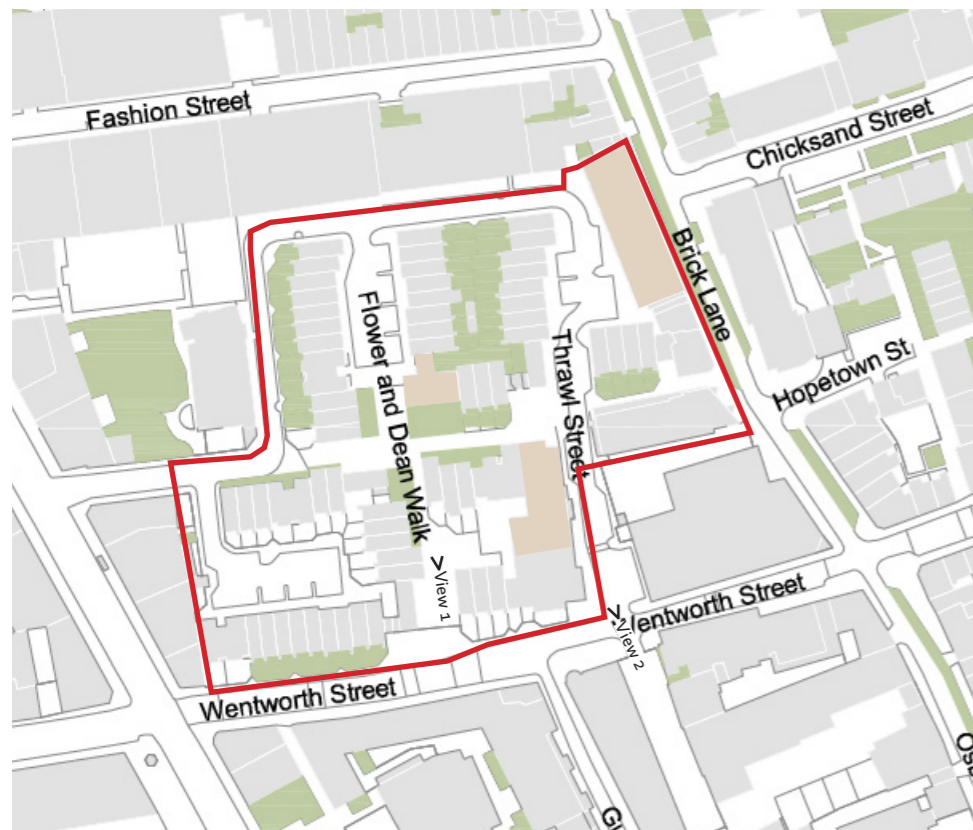 Fashion Street
Chicksand Street
Brick Lane
Hopetown St
Flower and Dean Walk
Thrawl Street
> View 1
> View 2
Wentworth Street
Wentworth Street